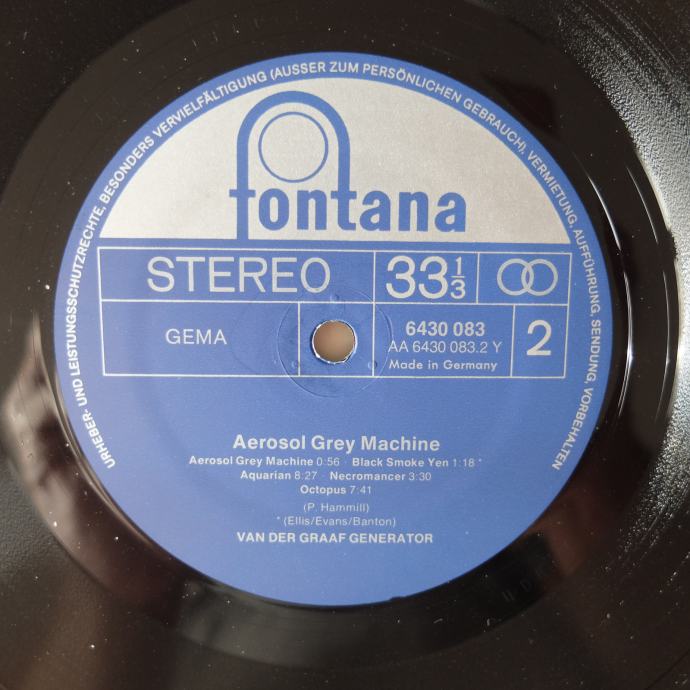 URHEBER- UND LEISTUNGSSCHUTZRECHTE, BESONDERS VERVIELFÄLTIGUNG (AUSSER ZUM PERSÖNLICHEN GEBRAUCH), VERMIETUNG, AUFFÜHRUNG, SENDUNG, VORBEHALTEN
fontana
STEREO 33 1/3
GEMA
6430 083
AA 6430 083.2 Y
Made in Germany
2
Aerosol Grey Machine
Aerosol Grey Machine 0:56 · Black Smoke Yen 1:18 *
Aquarian 8:27 · Necromancer 3:30
Octopus 7:41
(P. Hammill)
* (Ellis/Evans/Banton)
VAN DER GRAAF GENERATOR